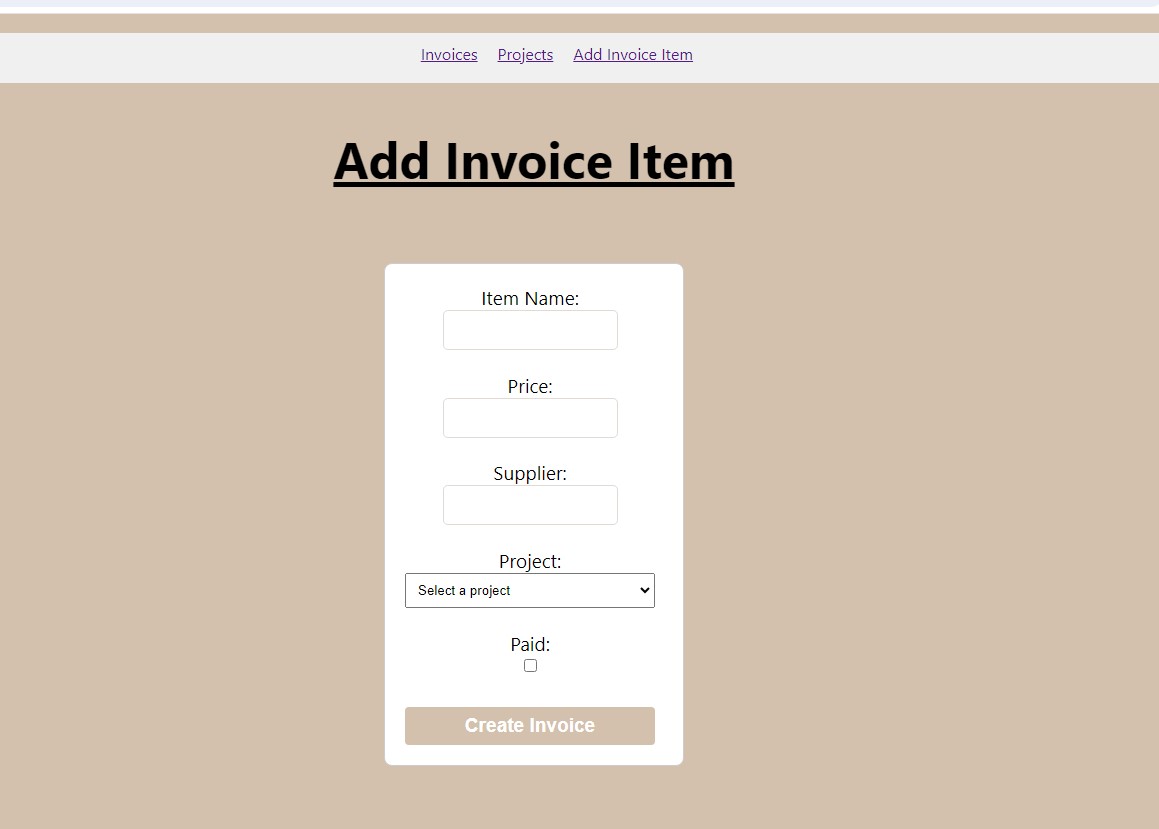 Invoices Projects Add Invoice Item
Add Invoice Item
Item Name:
Price:
Supplier:
Project:
Select a project
Paid:
Create Invoice